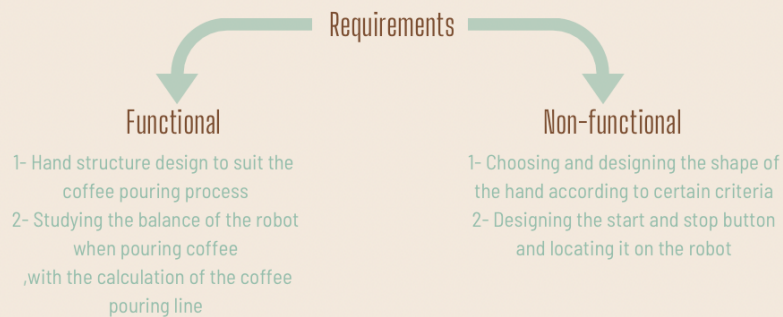 Requirements
Functional
1- Hand structure design to suit the
coffee pouring process
2- Studying the balance of the robot
when pouring coffee
,with the calculation of the coffee
pouring line
Non-functional
1- Choosing and designing the shape of
the hand according to certain criteria
2- Designing the start and stop button
and locating it on the robot